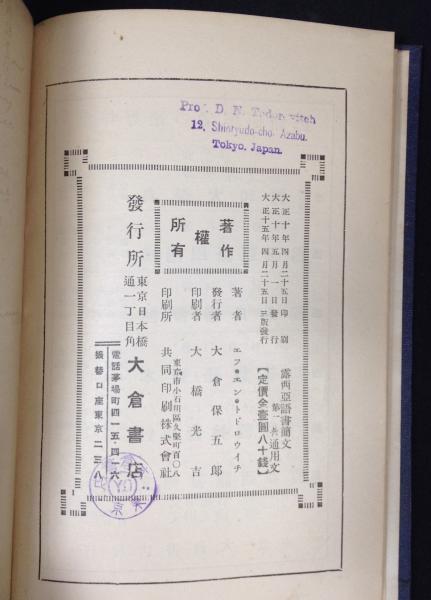 Prof. D. N. Todorovitch
12, Shinryudo-cho, Azabu.
Tokyo, Japan.
大正十年四月二十五日印刷
大正十年五月一日發行
大正十五年四月二十五日三版發行
露西亞語書簡文
第一卷 通用文
【定價金壹圓八十錢】
著作
權
所有
著者 エフ・エン・トドロウイチ
發行者 大倉保五郎
印刷者 大橋光吉
東京市小石川區久堅町百〇八
印刷所 共同印刷株式會社
發行所
東京日本橋
通一丁目角
大倉書店
電話茅場町四一五・四一六
振替口座東京二三八